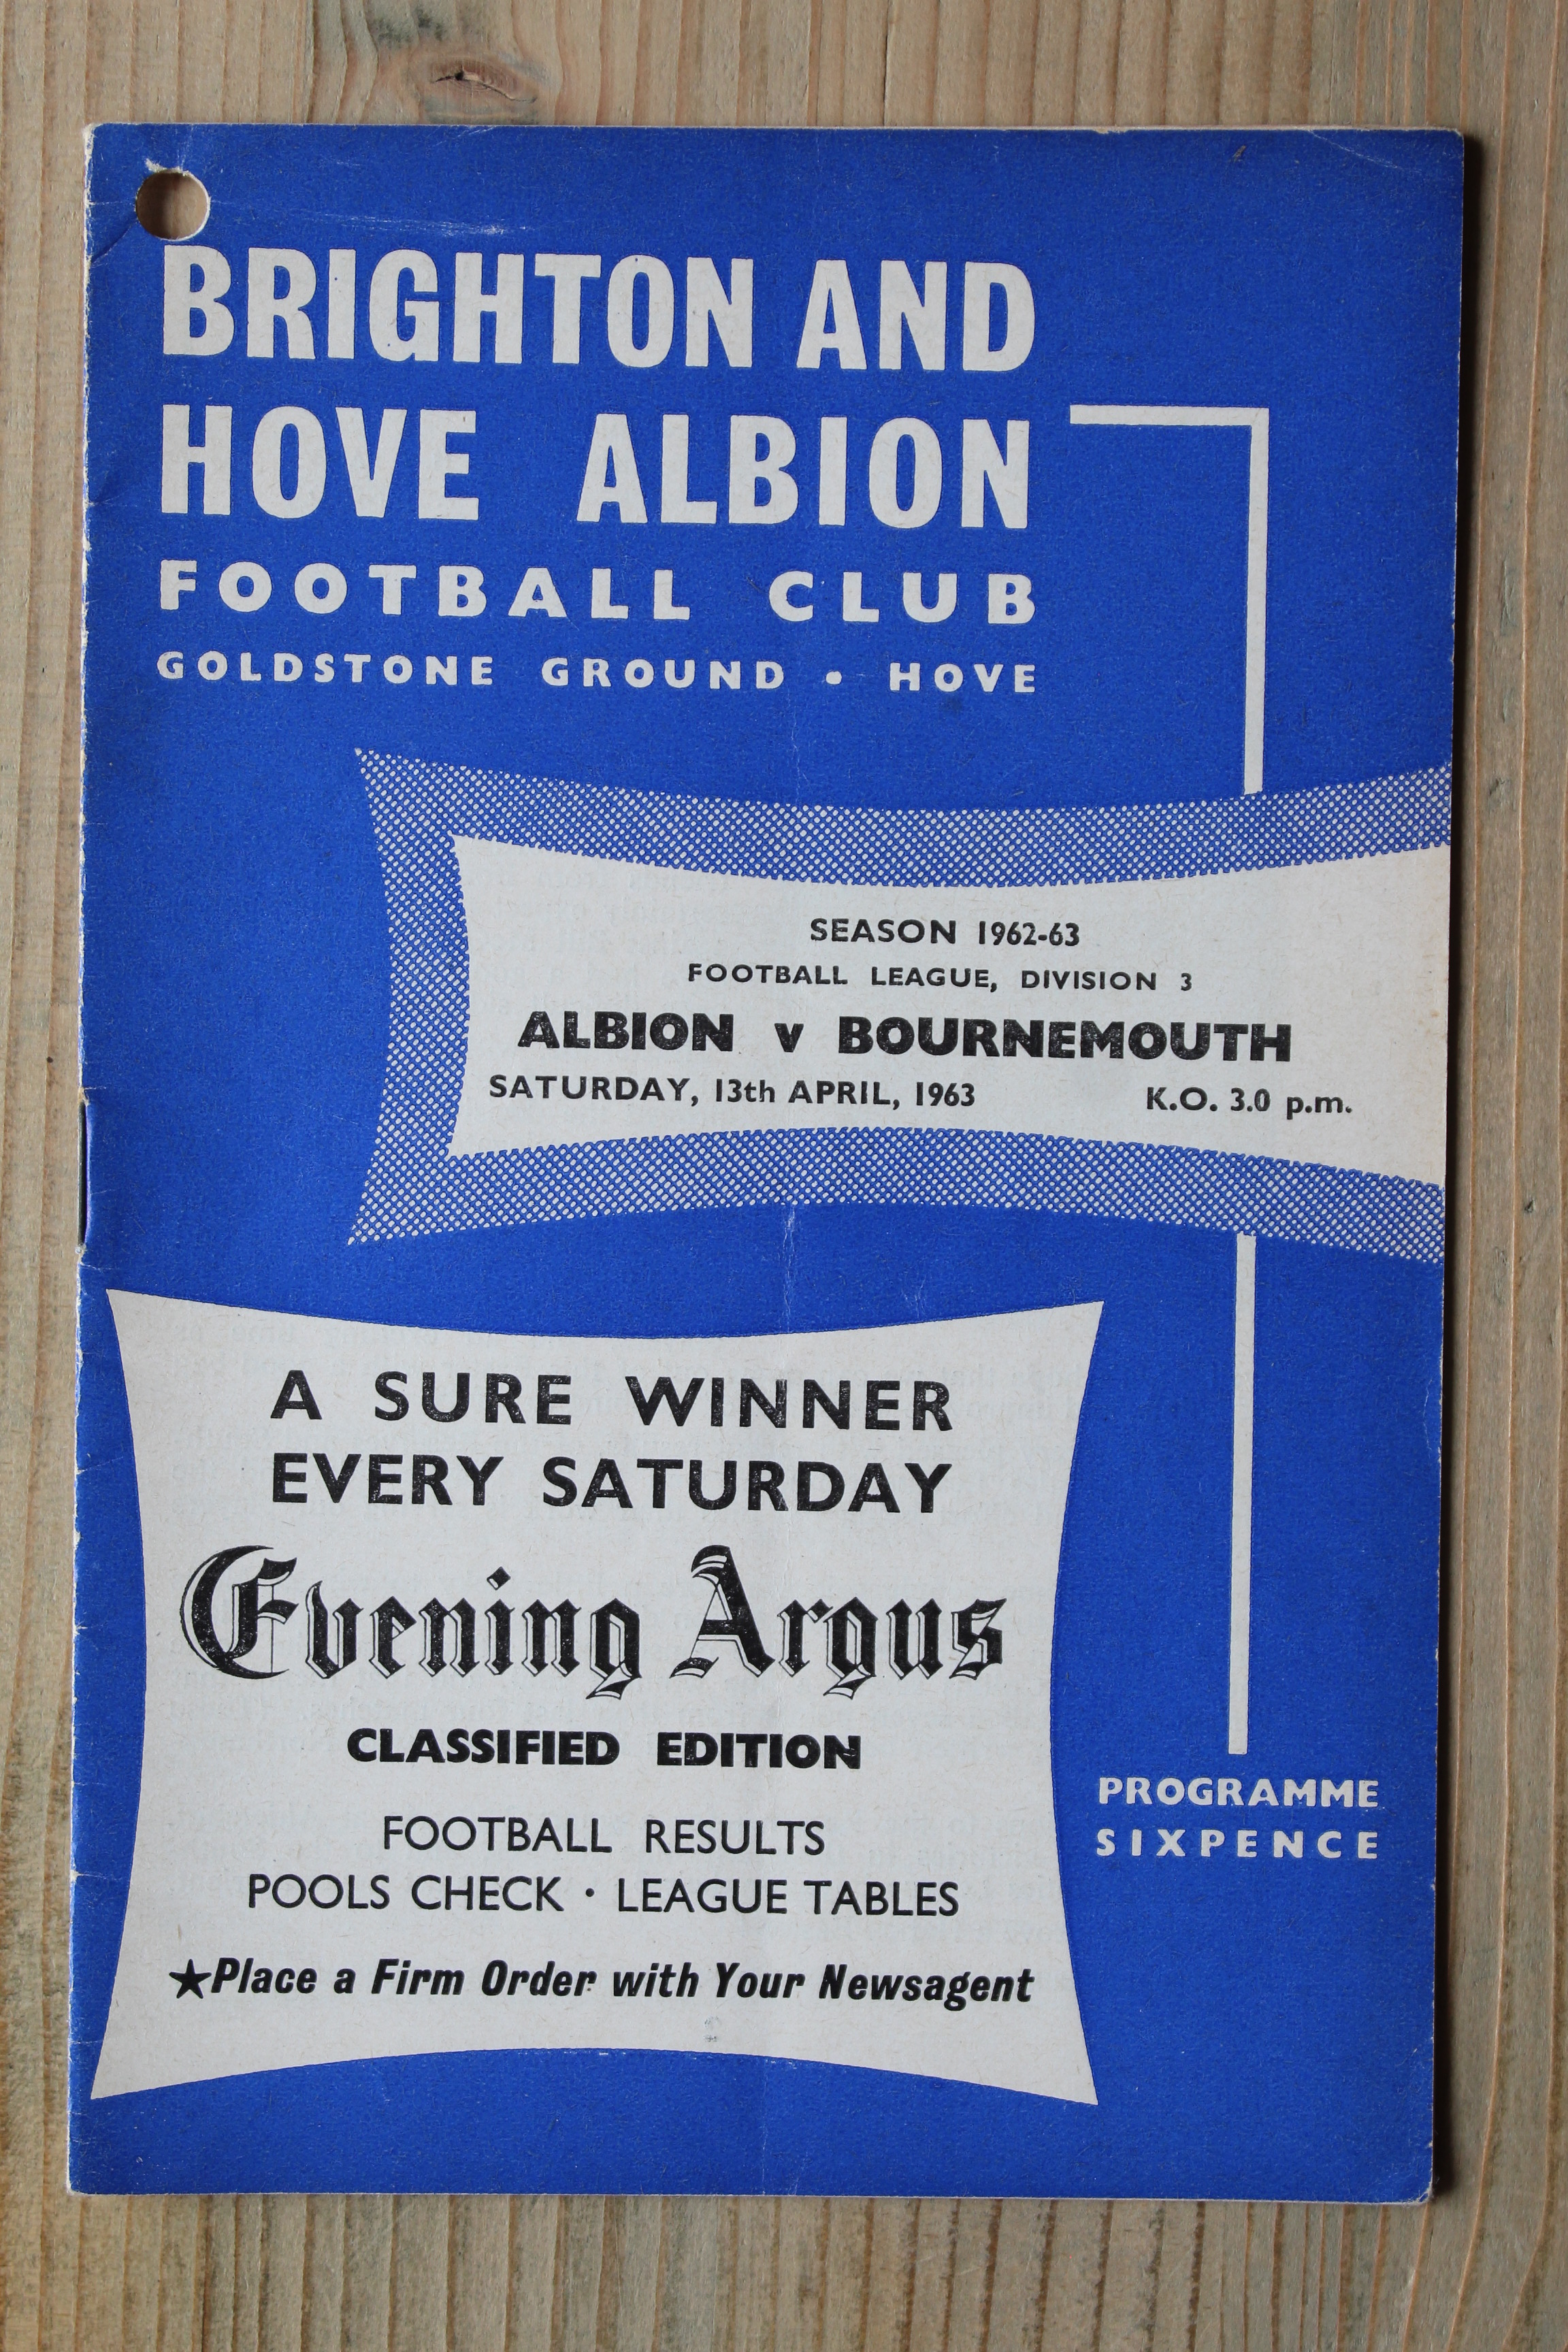 BRIGHTON AND
HOVE ALBION
FOOTBALL CLUB
GOLDSTONE GROUND • HOVE
SEASON 1962-63
FOOTBALL LEAGUE, DIVISION 3
ALBION v BOURNEMOUTH
SATURDAY, 13th APRIL, 1963 K.O. 3.0 p.m.
A SURE WINNER
EVERY SATURDAY
Evening Argus
CLASSIFIED EDITION
FOOTBALL RESULTS
POOLS CHECK • LEAGUE TABLES
★Place a Firm Order with Your Newsagent
PROGRAMME
SIXPENCE